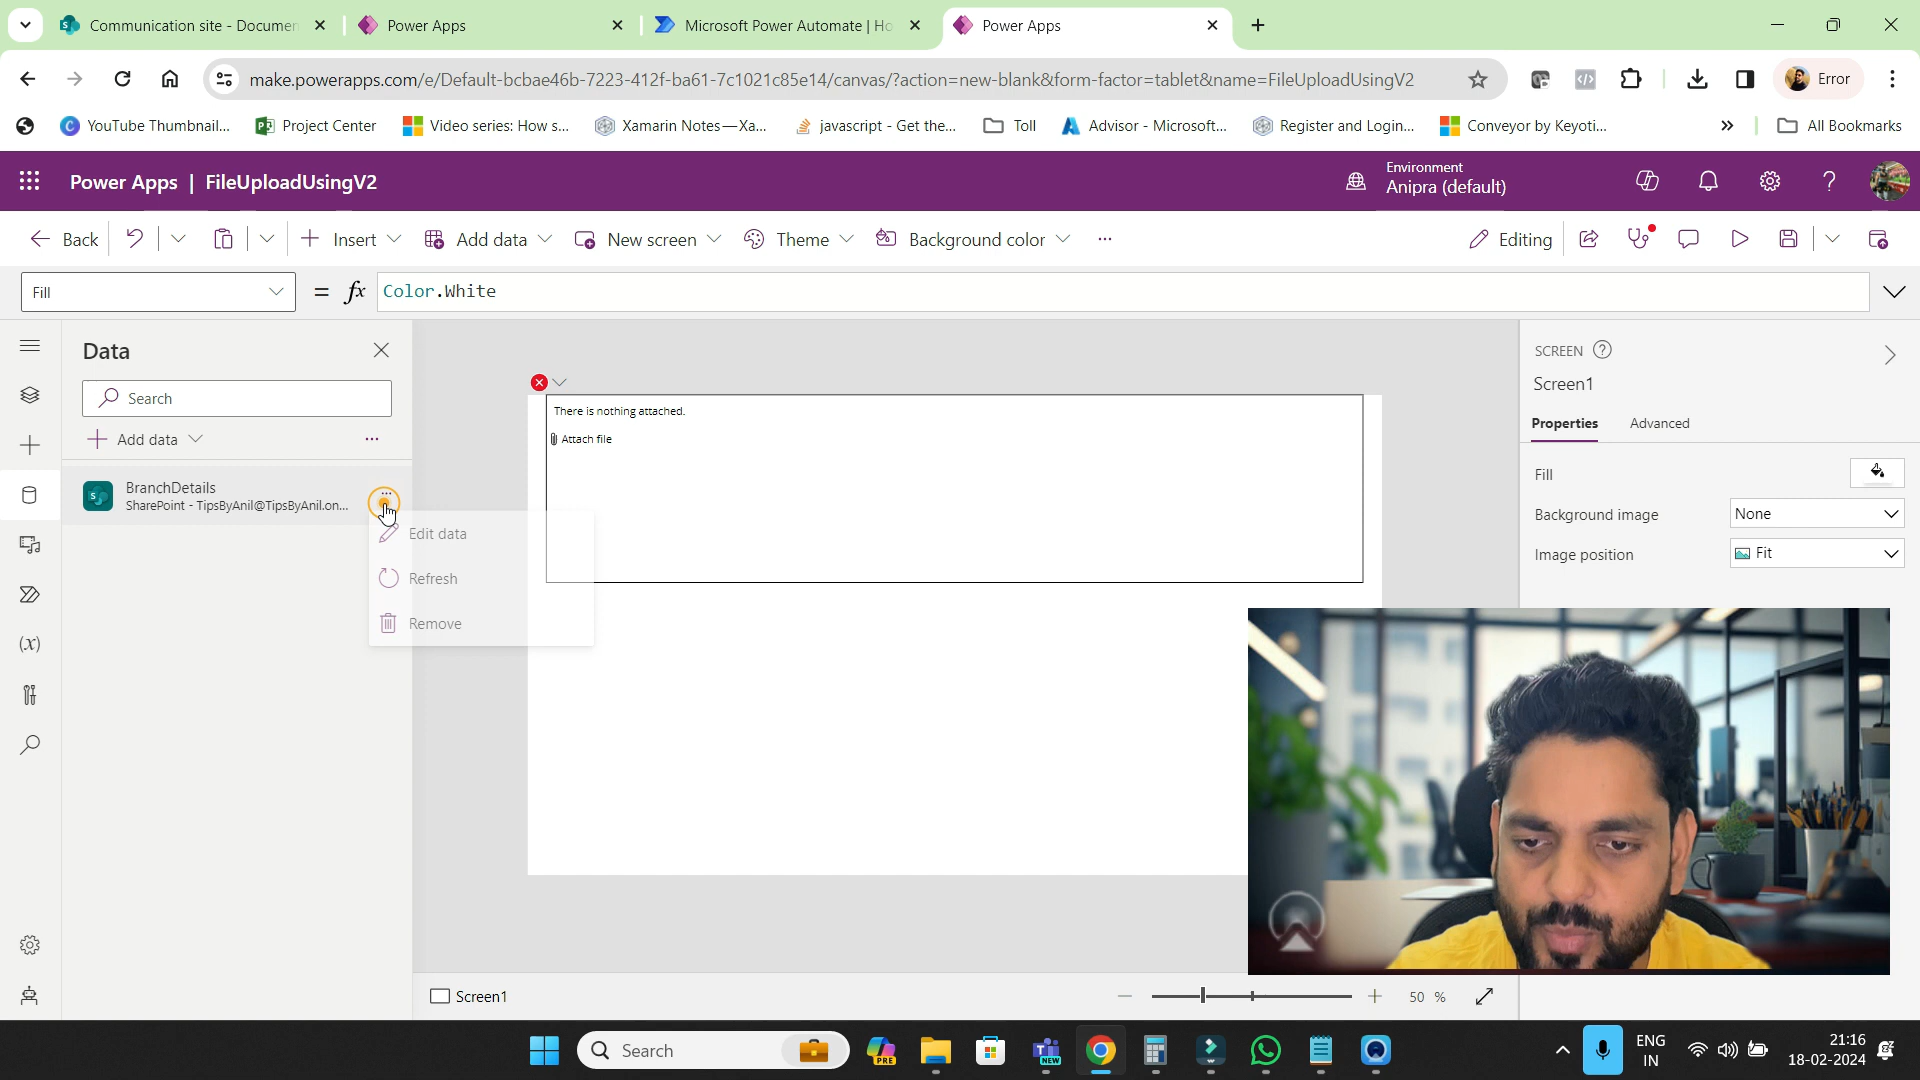 Communication site - Documen
Power Apps
Microsoft Power Automate | Ho
Power Apps
make.powerapps.com/e/Default-bcbae46b-7223-412f-ba61-7c1021c85e14/canvas/?action=new-blank&form-factor=tablet&name=FileUploadUsingV2
Error
YouTube Thumbnail...
Project Center
Video series: How s...
Xamarin Notes—Xa...
javascript - Get the...
Toll
Advisor - Microsoft...
Register and Login...
Conveyor by Keyoti...
All Bookmarks
Power Apps | FileUploadUsingV2
Environment
Anipra (default)
Back
Insert
Add data
New screen
Theme
Background color
Editing
Fill
= fx
Color.White
Data
Search
Add data
BranchDetails
SharePoint - TipsByAnil@TipsByAnil.on...
Edit data
Refresh
Remove
There is nothing attached.
Attach file
SCREEN
Screen1
Properties
Advanced
Fill
Background image
None
Image position
Fit
Screen1
50 %
Search
PRE
NEW
ENG
IN
21:16
18-02-2024